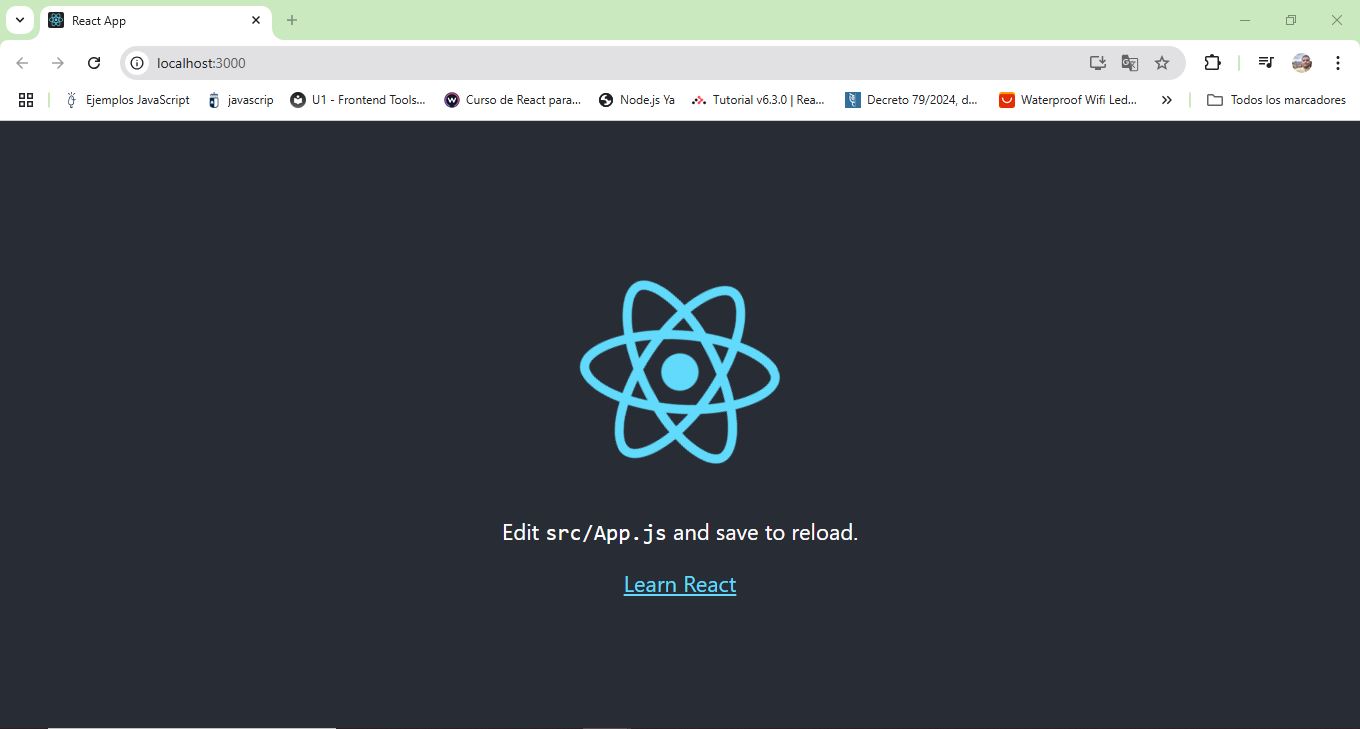 React App
localhost:3000
Ejemplos JavaScript javascrip U1 - Frontend Tools... Curso de React para... Node.js Ya Tutorial v6.3.0 | Rea... Decreto 79/2024, d... Waterproof Wifi Led... Todos los marcadores
Edit src/App.js and save to reload.
Learn React